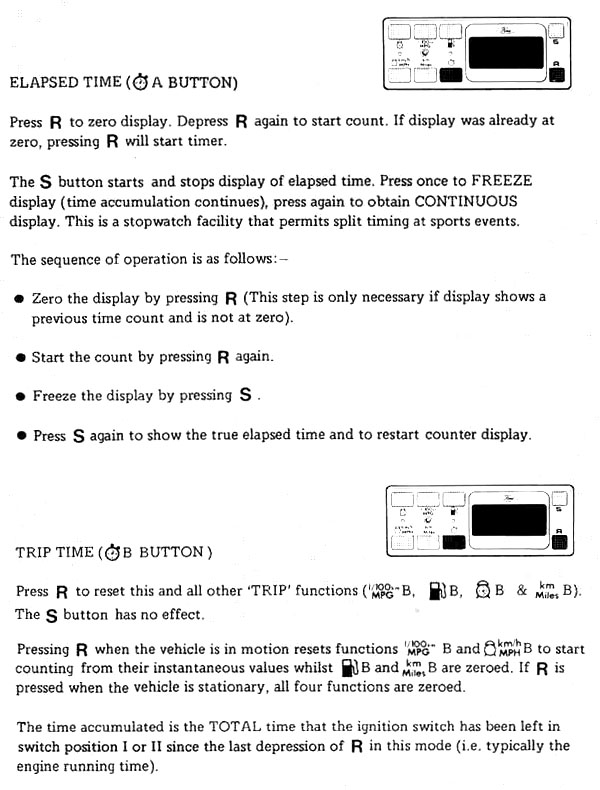 ELAPSED TIME (A BUTTON)
Press R to zero display. Depress R again to start count. If display was already at
zero, pressing R will start timer.
The S button starts and stops display of elapsed time. Press once to FREEZE
display (time accumulation continues), press again to obtain CONTINUOUS
display. This is a stopwatch facility that permits split timing at sports events.
The sequence of operation is as follows:–
● Zero the display by pressing R (This step is only necessary if display shows a
previous time count and is not at zero).
● Start the count by pressing R again.
● Freeze the display by pressing S .
● Press S again to show the true elapsed time and to restart counter display.
TRIP TIME (B BUTTON )
Press R to reset this and all other ‘TRIP’ functions (l/100km MPG B, B, B & km Miles B).
The S button has no effect.
Pressing R when the vehicle is in motion resets functions l/100km MPG B and km/h MPH B to start
counting from their instantaneous values whilst B and km Miles B are zeroed. If R is
pressed when the vehicle is stationary, all four functions are zeroed.
The time accumulated is the TOTAL time that the ignition switch has been left in
switch position I or II since the last depression of R in this mode (i.e. typically the
engine running time).